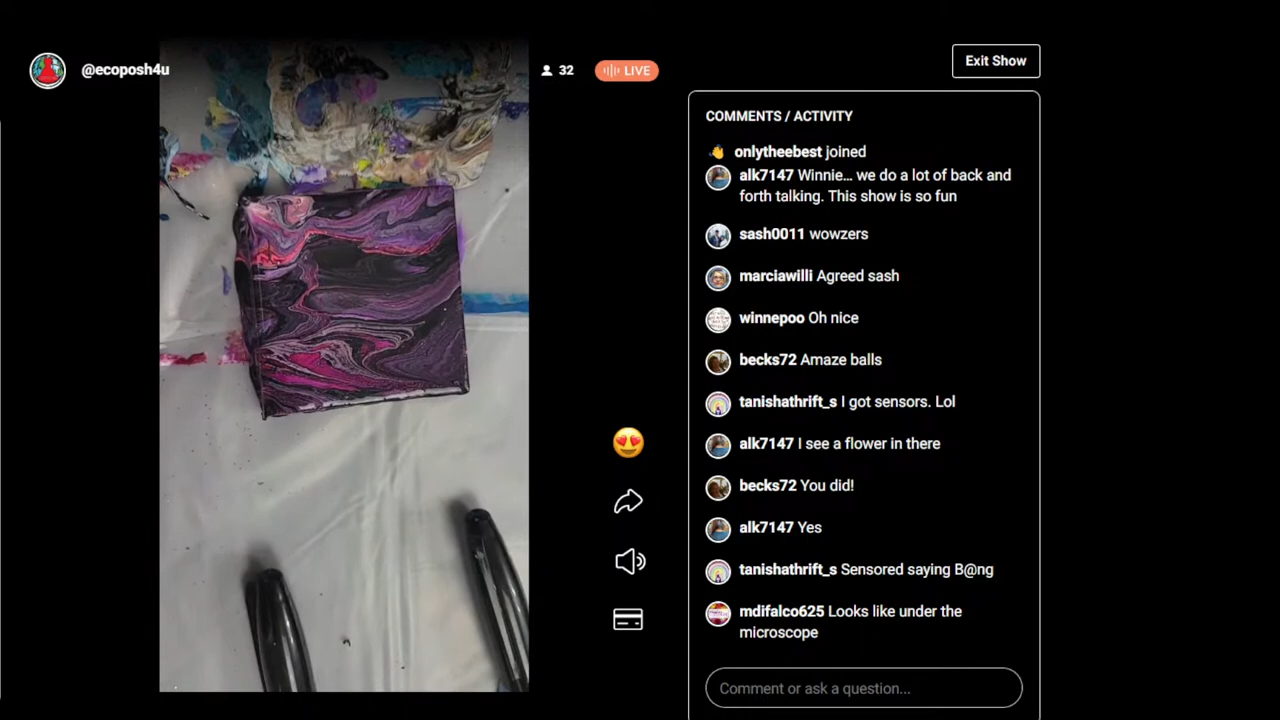 @ecoposh4u
32
LIVE
Exit Show
COMMENTS / ACTIVITY
onlytheebest joined
alk7147 Winnie... we do a lot of back and
forth talking. This show is so fun
sash0011 wowzers
marciawilli Agreed sash
winnepoo Oh nice
becks72 Amaze balls
tanishathrift_s I got sensors. Lol
alk7147 I see a flower in there
becks72 You did!
alk7147 Yes
tanishathrift_s Sensored saying B@ng
mdifalco625 Looks like under the
microscope
Comment or ask a question...